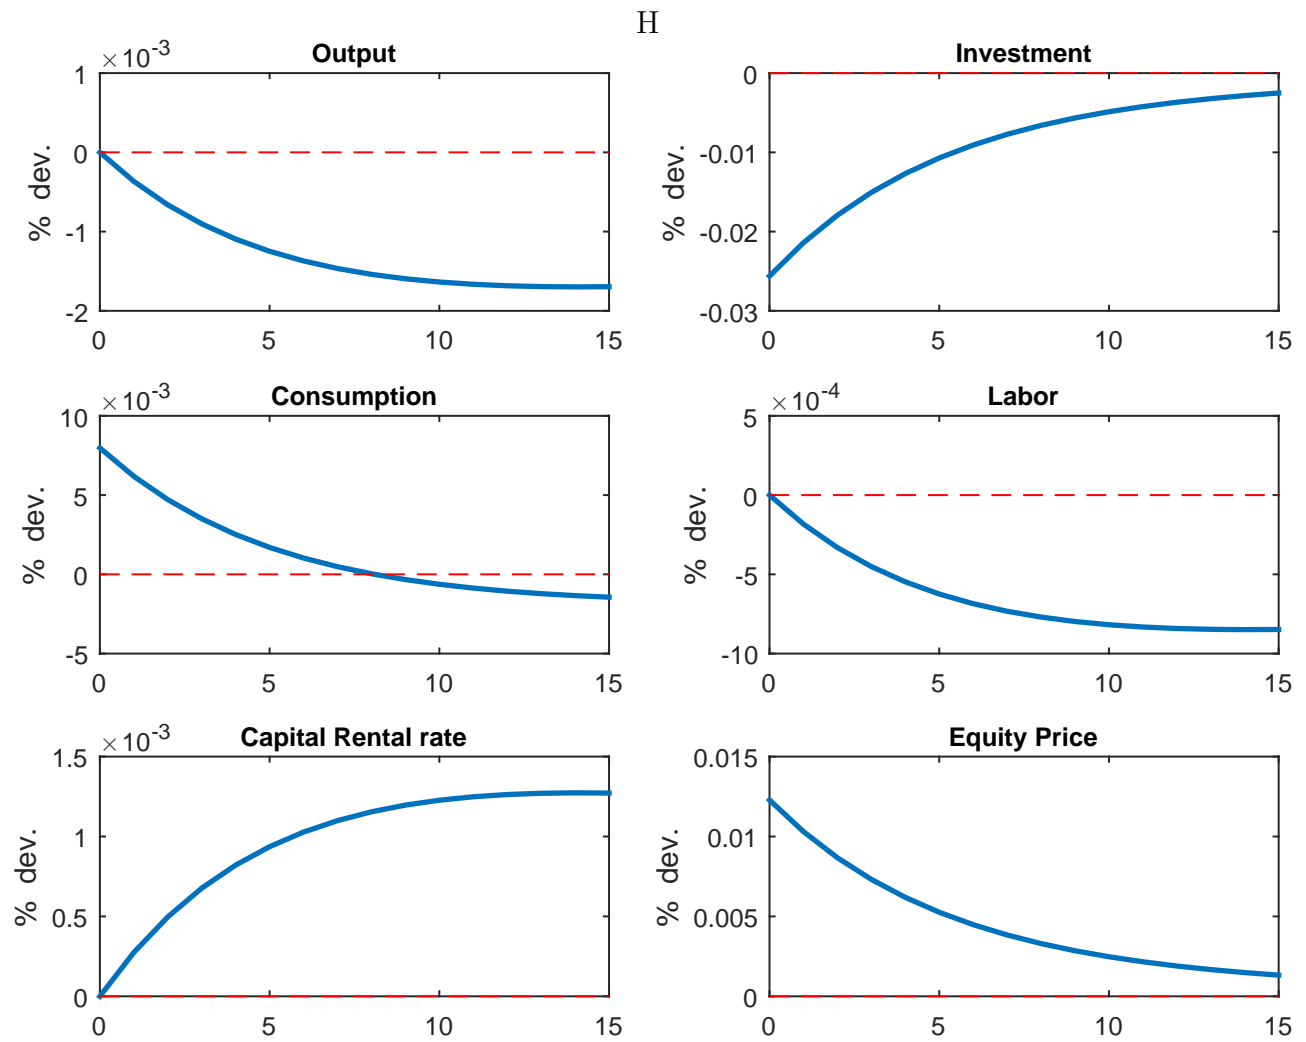 H
Output
×10-3
% dev.
1
0
-1
-2
0 5 10 15
Investment
% dev.
0
-0.01
-0.02
-0.03
0 5 10 15
Consumption
×10-3
% dev.
10
5
0
-5
0 5 10 15
Labor
×10-4
% dev.
5
0
-5
-10
0 5 10 15
Capital Rental rate
×10-3
% dev.
1.5
1
0.5
0
0 5 10 15
Equity Price
% dev.
0.015
0.01
0.005
0
0 5 10 15